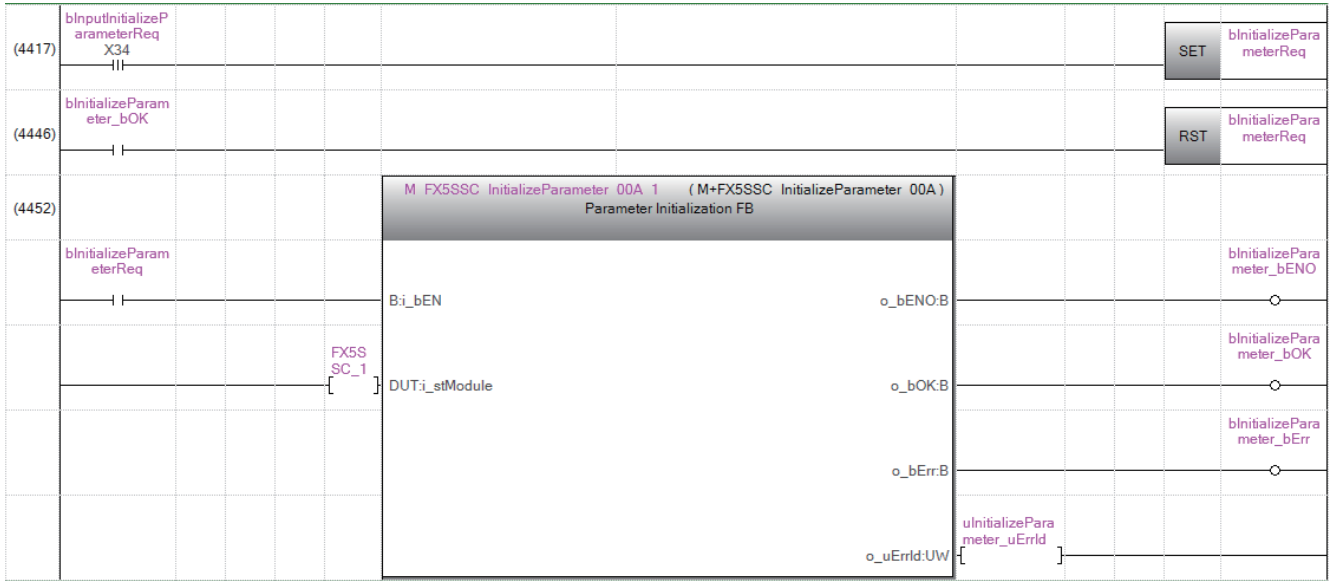 bInputInitializeP
arameterReq
(4417)
X34
SET
bInitializePara
meterReq
bInitializeParam
eter_bOK
(4446)
RST
bInitializePara
meterReq
(4452)
M_FX5SSC_InitializeParameter_00A_1 (M+FX5SSC_InitializeParameter_00A)
Parameter Initialization FB
bInitializeParam
eterReq
B:i_bEN
o_bENO:B
bInitializePara
meter_bENO
FX5S
SC_1
DUT:i_stModule
o_bOK:B
bInitializePara
meter_bOK
o_bErr:B
bInitializePara
meter_bErr
o_uErrId:UW
uInitializePara
meter_uErrId